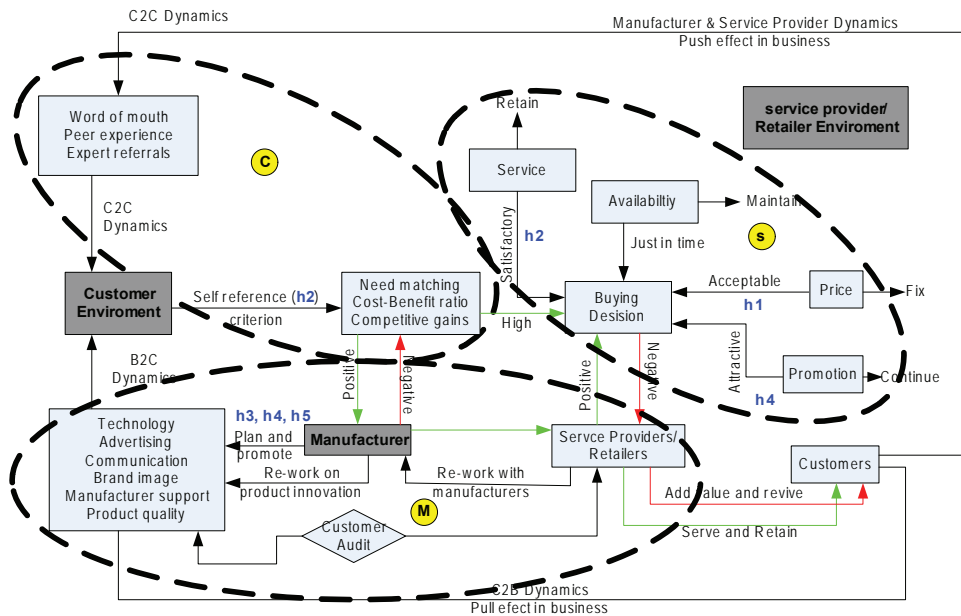 C2C Dynamics
Manufacturer & Service Provider Dynamics
Push effect in business
Word of mouth
Peer experience
Expert referrals
C
Retain
service provider/
Retailer Enviroment
Service
Availabiltiy
Maintain
s
C2C
Dynamics
Satisfactory
h2
Just in time
Customer
Enviroment
Self reference (h2)
criterion
Need matching
Cost-Benefit ratio
Competitive gains
High
Buying
Desision
Acceptable
h1
Price
Fix
B2C
Dynamics
Positive
Negative
Positive
Negative
Attractive
h4
Promotion
Continue
Technology
Advertising
Communication
Brand image
Manufacturer support
Product quality
h3, h4, h5
Plan and
promote
Manufacturer
Re-work on
product innovation
Re-work with
manufacturers
Servce Providers/
Retailers
Customers
Add value and revive
Serve and Retain
M
Customer
Audit
C2B Dynamics
Pull efect in business